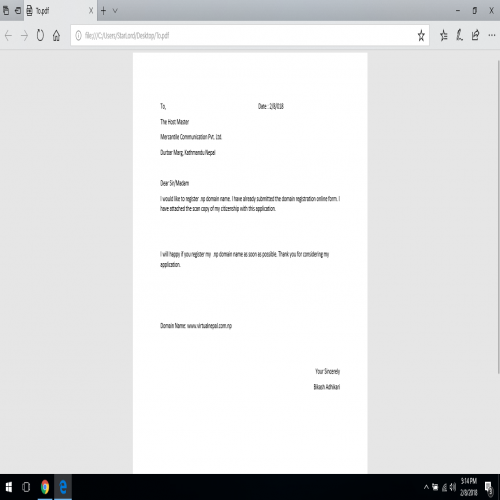 To.pdf
file:///C:/Users/StarLord/Desktop/To.pdf
To, Date : 2/8/018
The Host Master
Mercantile Communication Pvt. Ltd.
Durbar Marg, Kathmandu Nepal
Dear Sir/Madam
I would like to register .np domain name. I have already submitted the domain registration online form. I
have attached the scan copy of my citizenship with this application.
I will happy if you register my .np domain name as soon as possible. Thank you for considering my
application.
Domain Name: www.virtualnepal.com.np
Your Sincerely
Bikash Adhikari
3:14 PM
2/8/2018